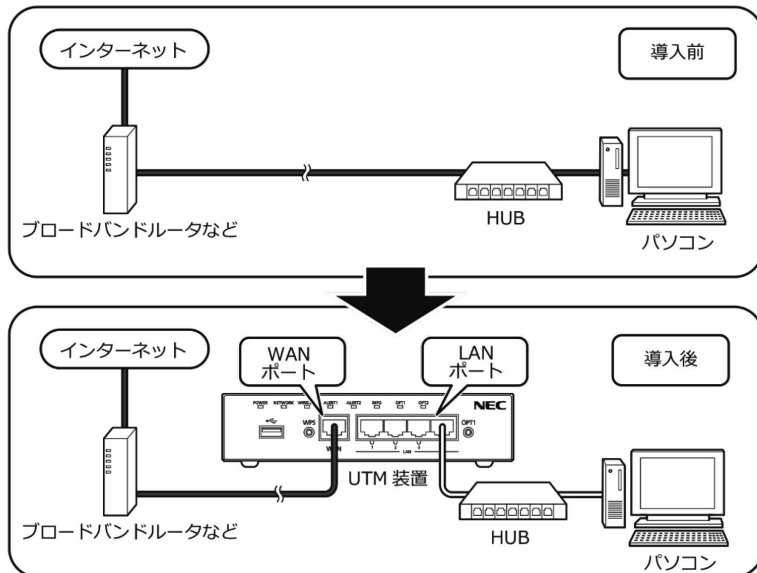 インターネット
導入前
ブロードバンドルータなど
HUB
パソコン
インターネット
WAN
ポート
LAN
ポート
導入後
POWER NETWORK ALERT1 ALERT2 INFO OPT1 OPT2
NEC
WPS
OPT1
WAN
1 2 3
LAN
UTM 装置
ブロードバンドルータなど
HUB
パソコン